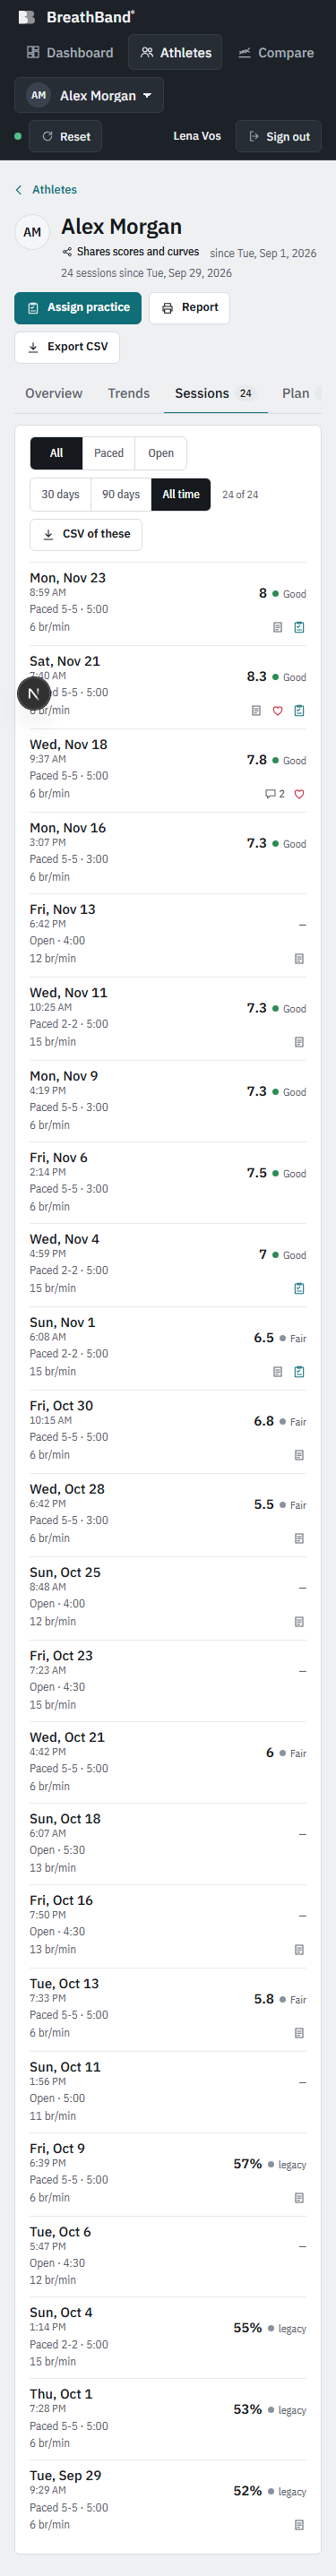 BreathBand
Dashboard Athletes Compare
AM Alex Morgan
Reset Lena Vos Sign out
Athletes
AM Alex Morgan
Shares scores and curves since Tue, Sep 1, 2026
24 sessions since Tue, Sep 29, 2026
Assign practice Report
Export CSV
Overview Trends Sessions 24 Plan
All Paced Open
30 days 90 days All time 24 of 24
CSV of these
Mon, Nov 23
8:59 AM 8 Good
Paced 5-5 · 5:00
6 br/min
Sat, Nov 21
7:40 AM 8.3 Good
N d 5-5 · 5:00
6 br/min
Wed, Nov 18
9:37 AM 7.8 Good
Paced 5-5 · 5:00
6 br/min 2
Mon, Nov 16
3:07 PM 7.3 Good
Paced 5-5 · 5:00
6 br/min
Fri, Nov 13
6:42 PM –
Open · 4:00
12 br/min
Wed, Nov 11
10:25 AM 7.3 Good
Paced 2-2 · 5:00
15 br/min
Mon, Nov 9
4:19 PM 7.3 Good
Paced 5-5 · 3:00
6 br/min
Fri, Nov 6
2:14 PM 7.5 Good
Paced 5-5 · 3:00
6 br/min
Wed, Nov 4
4:59 PM 7 Good
Paced 2-2 · 5:00
15 br/min
Sun, Nov 1
6:08 AM 6.5 Fair
Paced 2-2 · 5:00
15 br/min
Fri, Oct 30
10:15 AM 6.8 Fair
Paced 5-5 · 5:00
6 br/min
Wed, Oct 28
6:42 PM 5.5 Fair
Paced 5-5 · 3:00
6 br/min
Sun, Oct 25
8:48 AM –
Open · 4:00
12 br/min
Fri, Oct 23
7:23 AM –
Open · 4:30
15 br/min
Wed, Oct 21
4:42 PM 6 Fair
Paced 5-5 · 5:00
6 br/min
Sun, Oct 18
6:07 AM –
Open · 5:30
13 br/min
Fri, Oct 16
7:50 PM –
Open · 4:30
13 br/min
Tue, Oct 13
7:33 PM 5.8 Fair
Paced 5-5 · 5:00
6 br/min
Sun, Oct 11
1:56 PM –
Open · 5:00
11 br/min
Fri, Oct 9
6:39 PM 57% legacy
Paced 5-5 · 5:00
6 br/min
Tue, Oct 6
5:47 PM –
Open · 4:30
12 br/min
Sun, Oct 4
1:14 PM 55% legacy
Paced 2-2 · 5:00
15 br/min
Thu, Oct 1
7:28 PM 53% legacy
Paced 5-5 · 5:00
6 br/min
Tue, Sep 29
9:29 AM 52% legacy
Paced 5-5 · 5:00
6 br/min